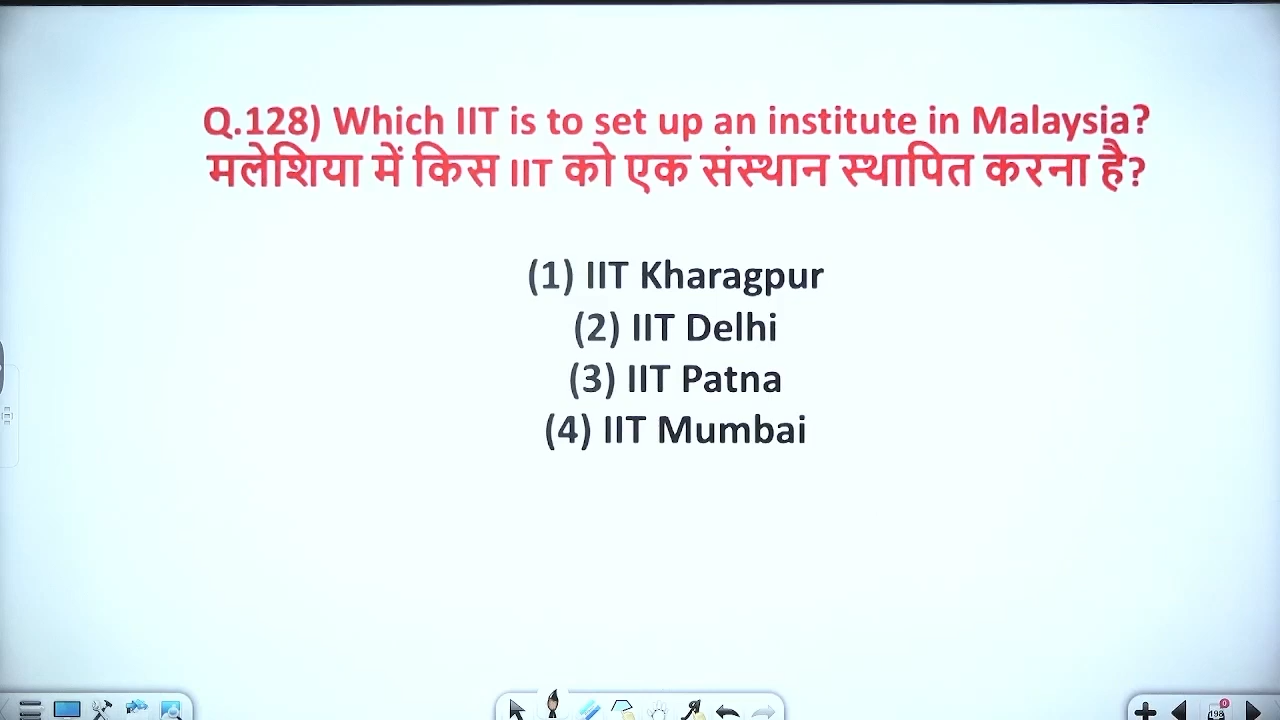 Q.128) Which IIT is to set up an institute in Malaysia?
मलेशिया में किस IIT को एक संस्थान स्थापित करना है?
(1) IIT Kharagpur
(2) IIT Delhi
(3) IIT Patna
(4) IIT Mumbai
198